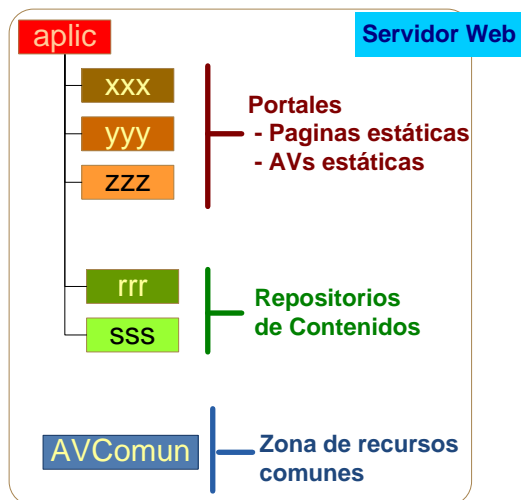 aplic
Servidor Web
xxx
yyy
zzz
Portales
- Paginas estáticas
- AVs estáticas
rrr
sss
Repositorios
de Contenidos
AVComun
Zona de recursos
comunes